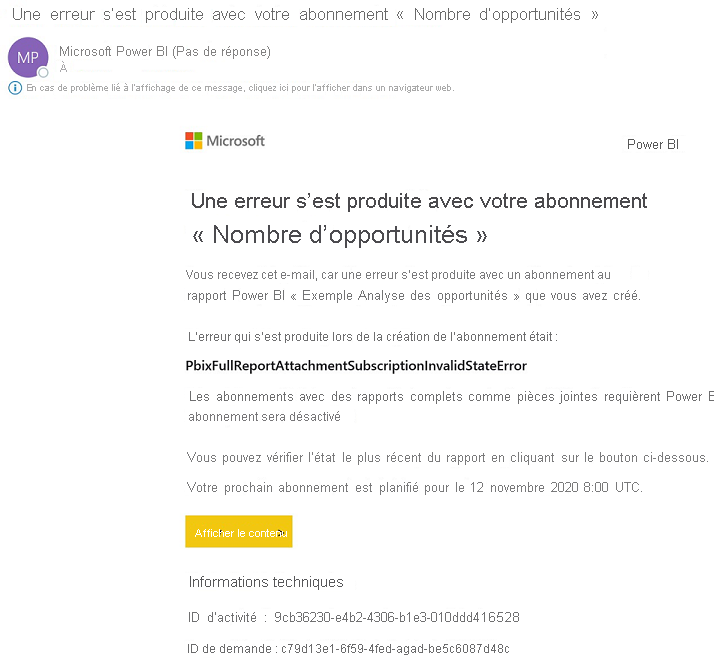 Une erreur s'est produite avec votre abonnement « Nombre d'opportunités »
MP
Microsoft Power BI (Pas de réponse)
À
En cas de problème lié à l'affichage de ce message, cliquez ici pour l'afficher dans un navigateur web.
Microsoft
Power BI
Une erreur s'est produite avec votre abonnement
« Nombre d'opportunités »
Vous recevez cet e-mail, car une erreur s'est produite avec un abonnement au
rapport Power BI « Exemple Analyse des opportunités » que vous avez créé.
L'erreur qui s'est produite lors de la création de l'abonnement était :
PbixFullReportAttachmentSubscriptionInvalidStateError
Les abonnements avec des rapports complets comme pièces jointes requièrent Power
abonnement sera désactivé
Vous pouvez vérifier l'état le plus récent du rapport en cliquant sur le bouton ci-dessous.
Votre prochain abonnement est planifié pour le 12 novembre 2020 8:00 UTC.
Afficher le contenu
Informations techniques
ID d'activité : 9cb36230-e4b2-4306-b1e3-010ddd416528
ID de demande : c79d13e1-6f59-4fed-agad-be5c6087d48c